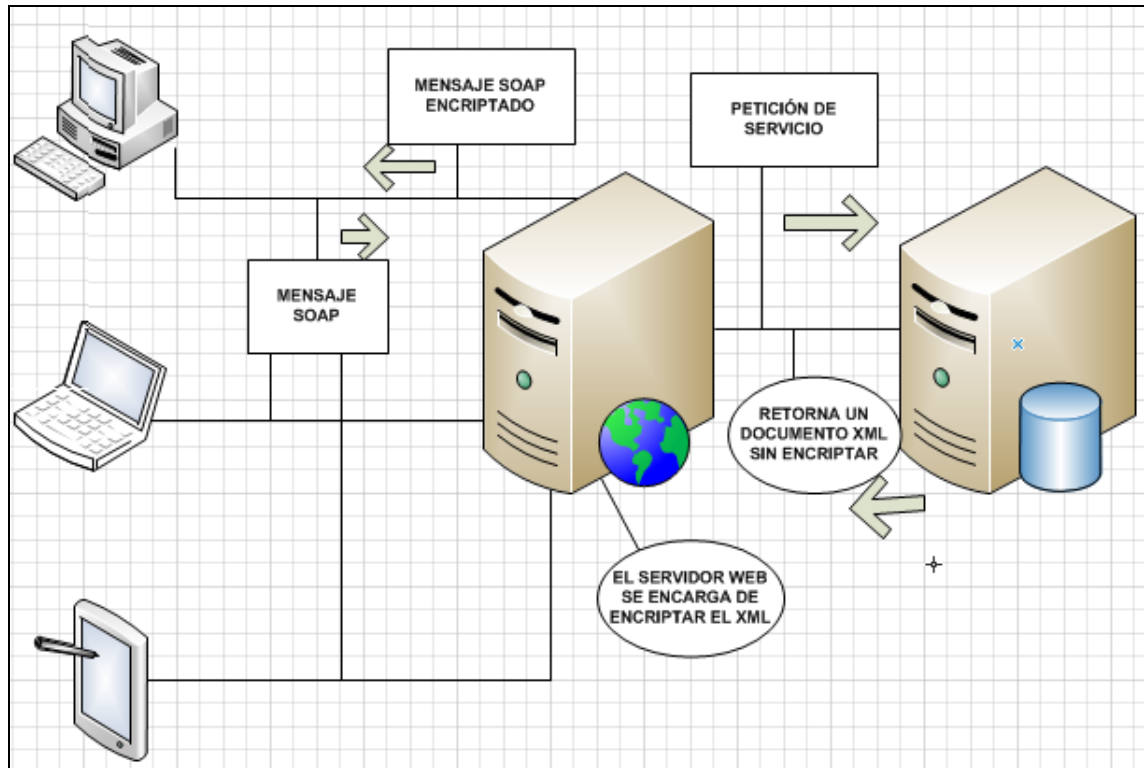 MENSAJE SOAP
ENCRIPTADO
PETICIÓN DE
SERVICIO
MENSAJE
SOAP
RETORNA UN
DOCUMENTO XML
SIN ENCRIPTAR
EL SERVIDOR WEB
SE ENCARGA DE
ENCRIPTAR EL XML